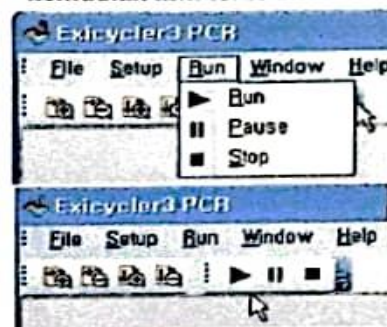 Exicycler3 PCR
File Setup Run Window Help
Run
Pause
Stop
Exicycler3 PCR
File Setup Run Window Help